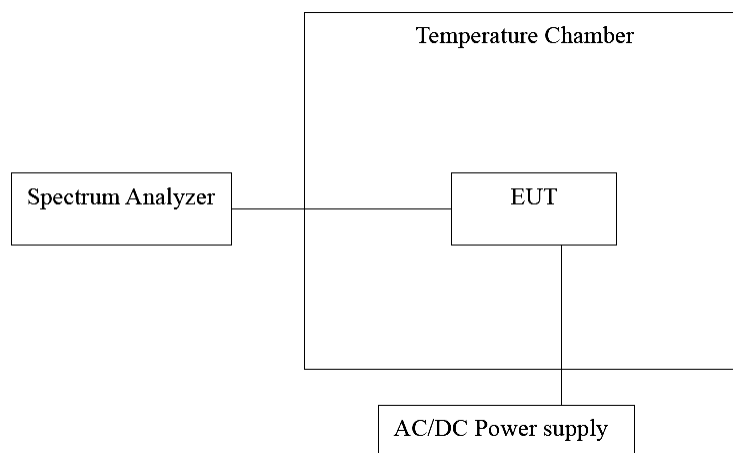 Temperature Chamber
Spectrum Analyzer
EUT
AC/DC Power supply